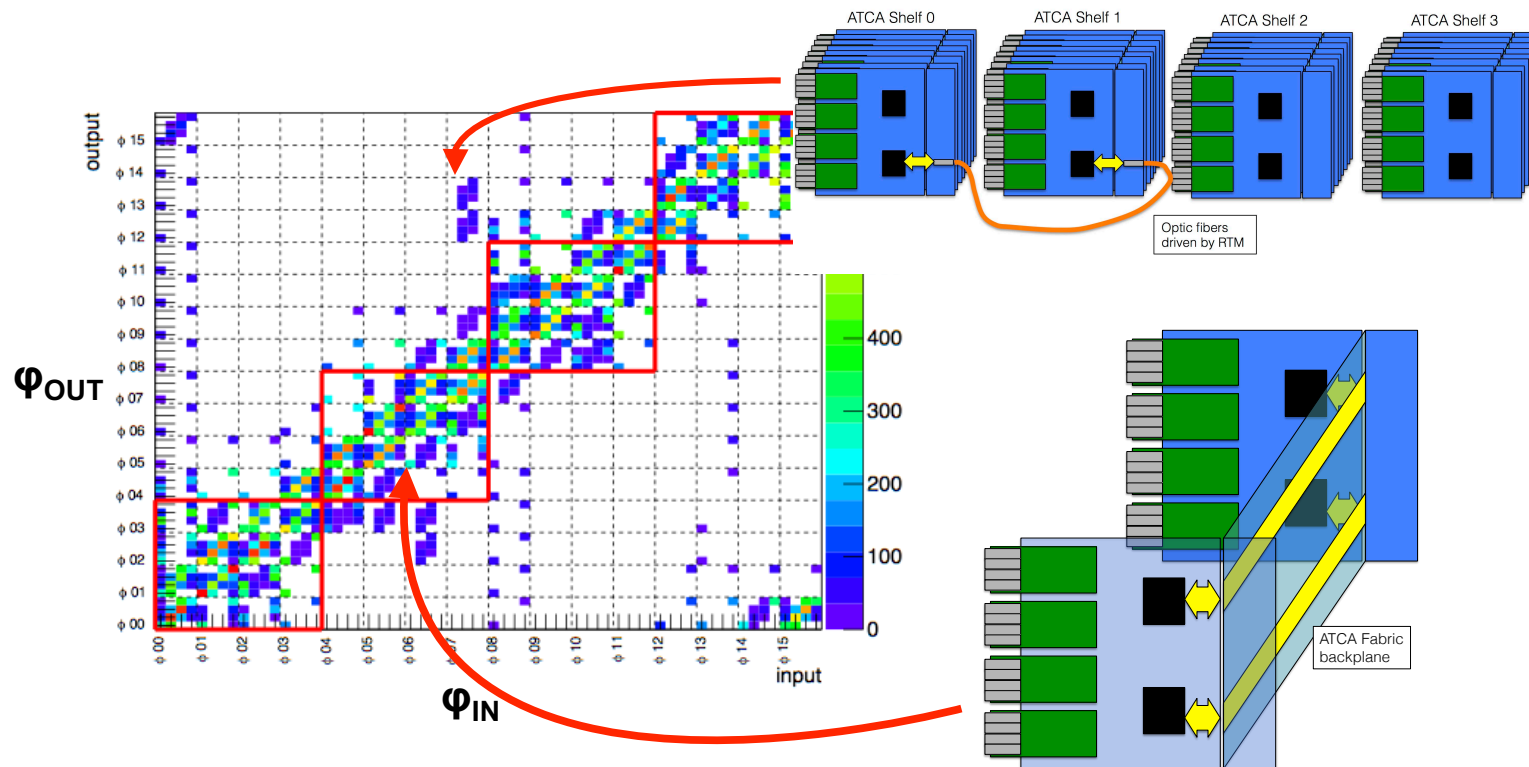 ATCA Shelf 0
ATCA Shelf 1
ATCA Shelf 2
ATCA Shelf 3
output
φ 15
φ 14
φ 13
φ 12
φ 11
φ 10
φ 09
φ 08
φ 07
φ 06
φ 05
φ 04
φ 03
φ 02
φ 01
φ 00
φOUT
Optic fibers
driven by RTM
400
300
200
100
0
φ 00
φ 01
φ 02
φ 03
φ 04
φ 05
φ 06
φ 07
φ 08
φ 09
φ 10
φ 11
φ 12
φ 13
φ 14
φ 15
input
φIN
ATCA Fabric
backplane